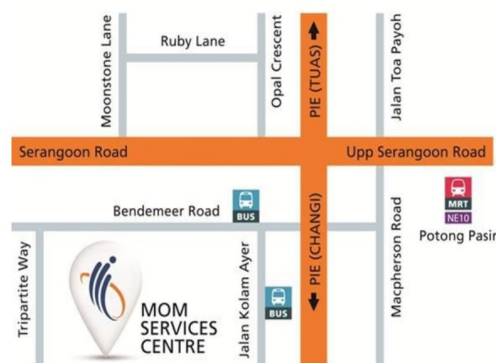 Moonstone Lane
Ruby Lane
Opal Crescent
PIE (TUAS)
Jalan Toa Payoh
Serangoon Road
Upp Serangoon Road
BUS
Bendemeer Road
MRT
NE10
Potong Pasir
Tripartite Way
MOM
SERVICES
CENTRE
Jalan Kolam Ayer
BUS
PIE (CHANGI)
Macpherson Road